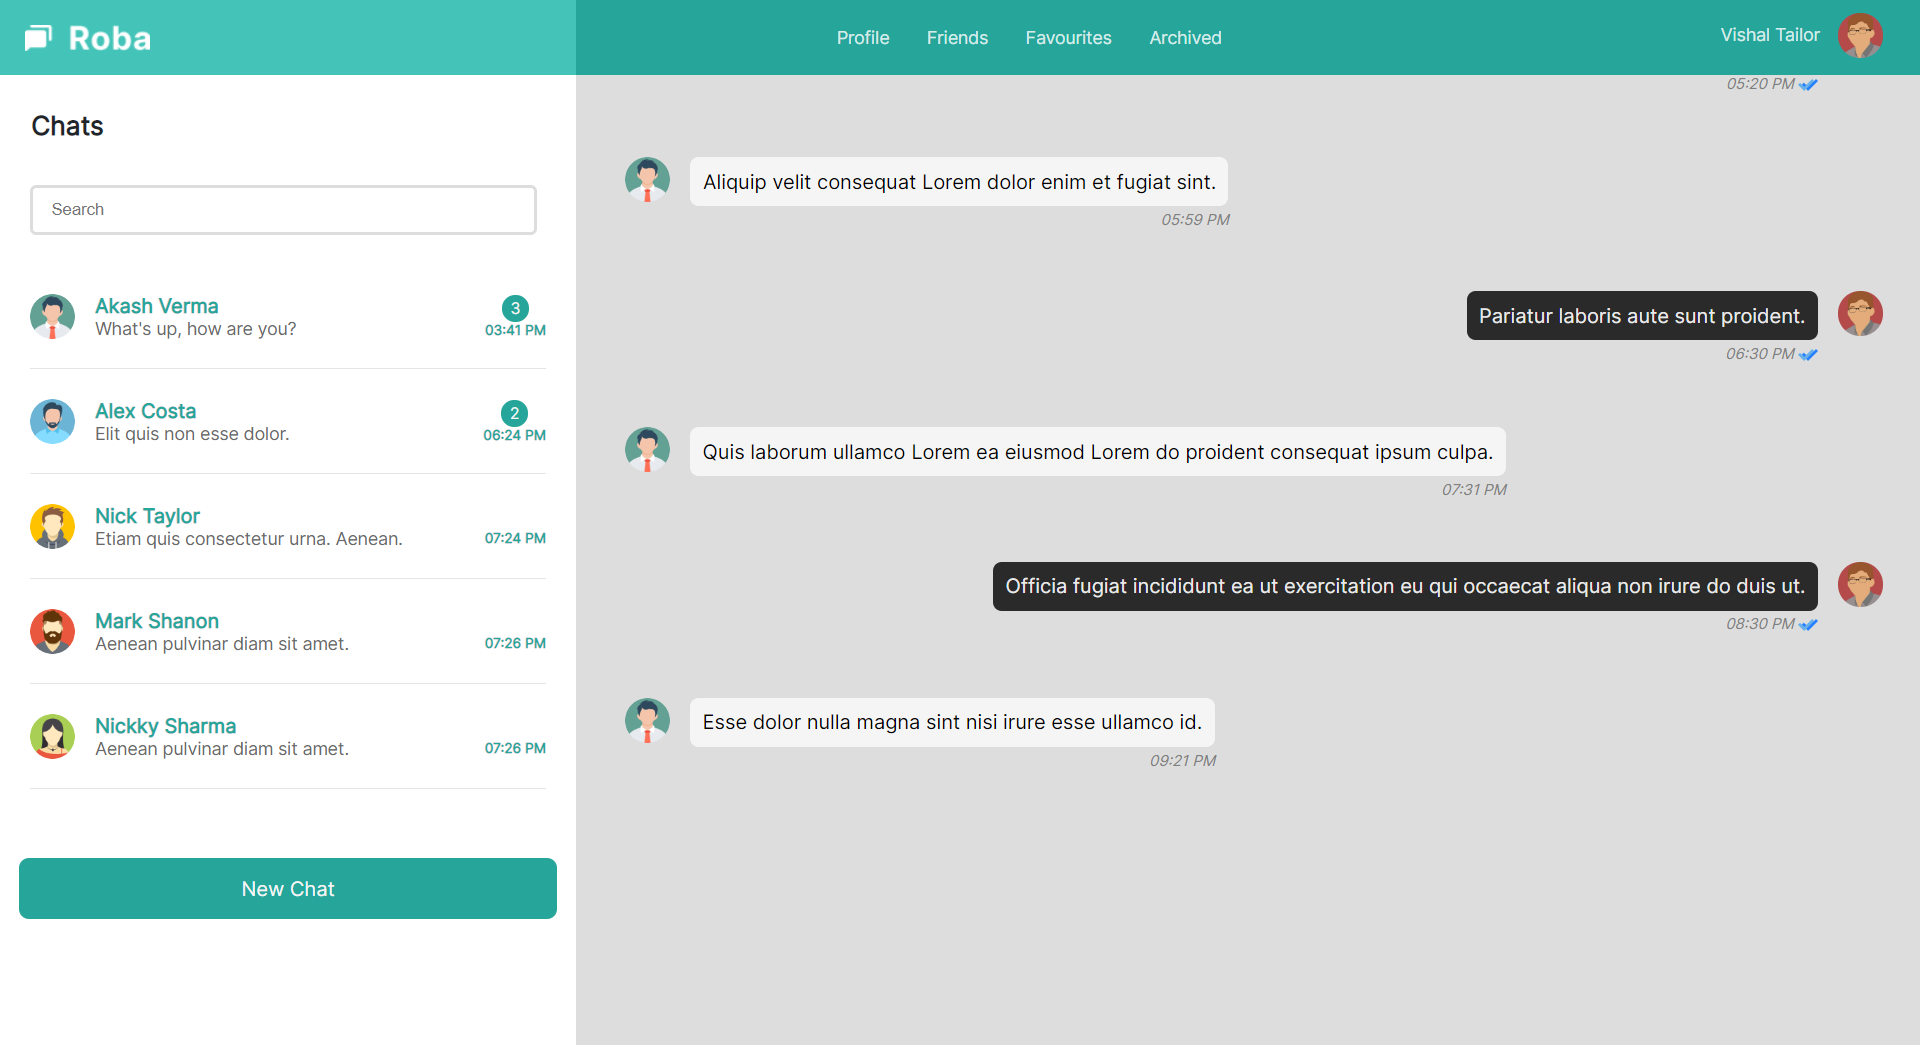 Roba
Profile
Friends
Favourites
Archived
Vishal Tailor
Chats
Search
Akash Verma
What's up, how are you?
3
03:41 PM
Alex Costa
Elit quis non esse dolor.
2
06:24 PM
Nick Taylor
Etiam quis consectetur urna. Aenean.
07:24 PM
Mark Shanon
Aenean pulvinar diam sit amet.
07:26 PM
Nickky Sharma
Aenean pulvinar diam sit amet.
07:26 PM
New Chat
05:20 PM
Aliquip velit consequat Lorem dolor enim et fugiat sint.
05:59 PM
Pariatur laboris aute sunt proident.
06:30 PM
Quis laborum ullamco Lorem ea eiusmod Lorem do proident consequat ipsum culpa.
07:31 PM
Officia fugiat incididunt ea ut exercitation eu qui occaecat aliqua non irure do duis ut.
08:30 PM
Esse dolor nulla magna sint nisi irure esse ullamco id.
09:21 PM